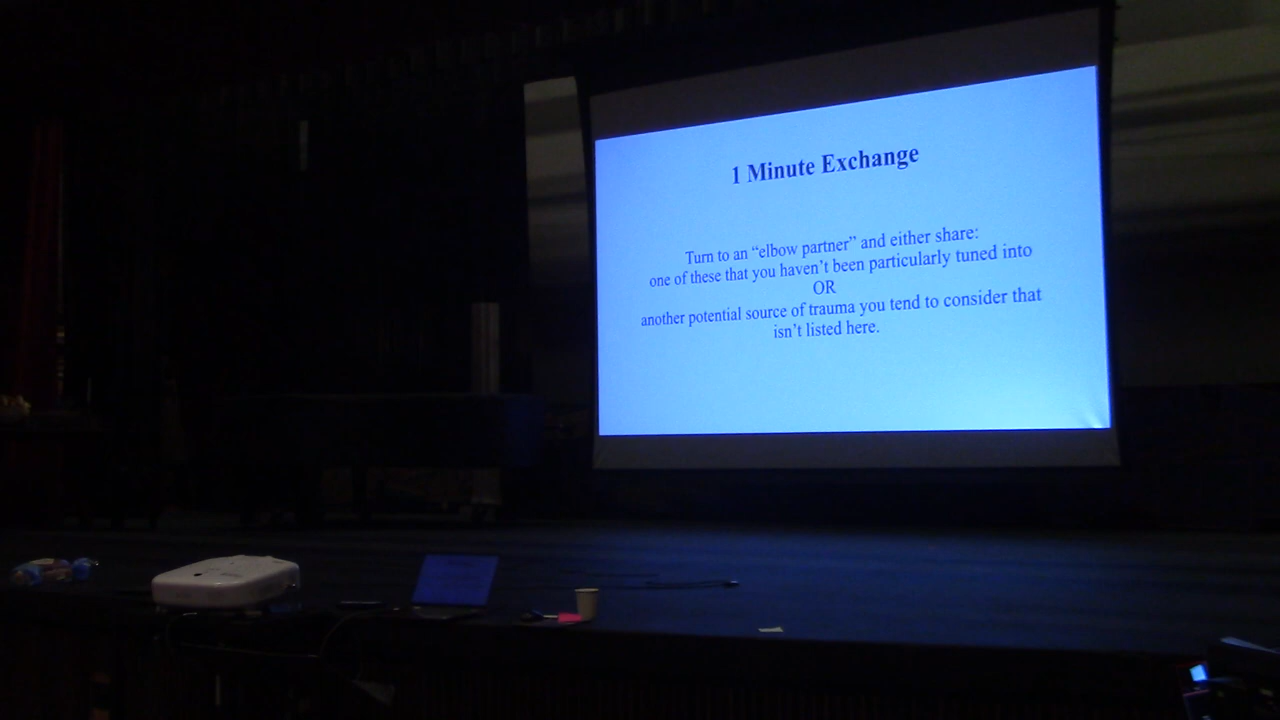 1 Minute Exchange
Turn to an “elbow partner” and either share:
one of these that you haven’t been particularly tuned into
OR
another potential source of trauma you tend to consider that
isn’t listed here.